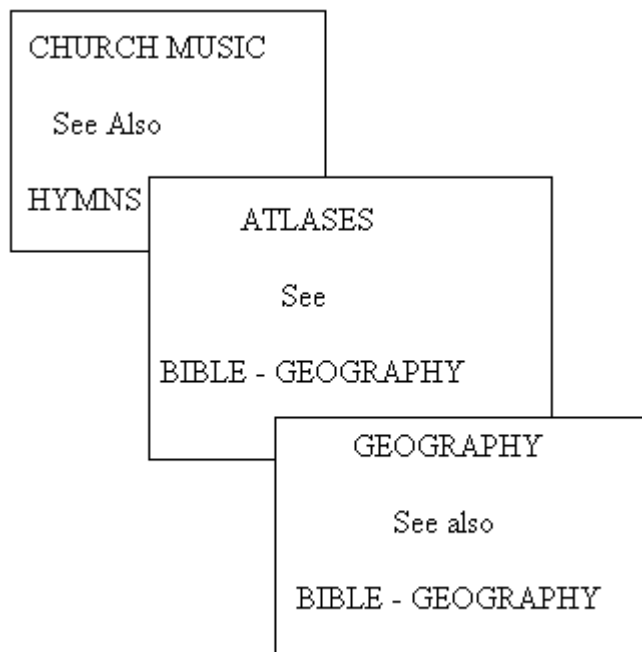 CHURCH MUSIC
See Also
HYMNS
ATLASES
See
BIBLE - GEOGRAPHY
GEOGRAPHY
See also
BIBLE - GEOGRAPHY